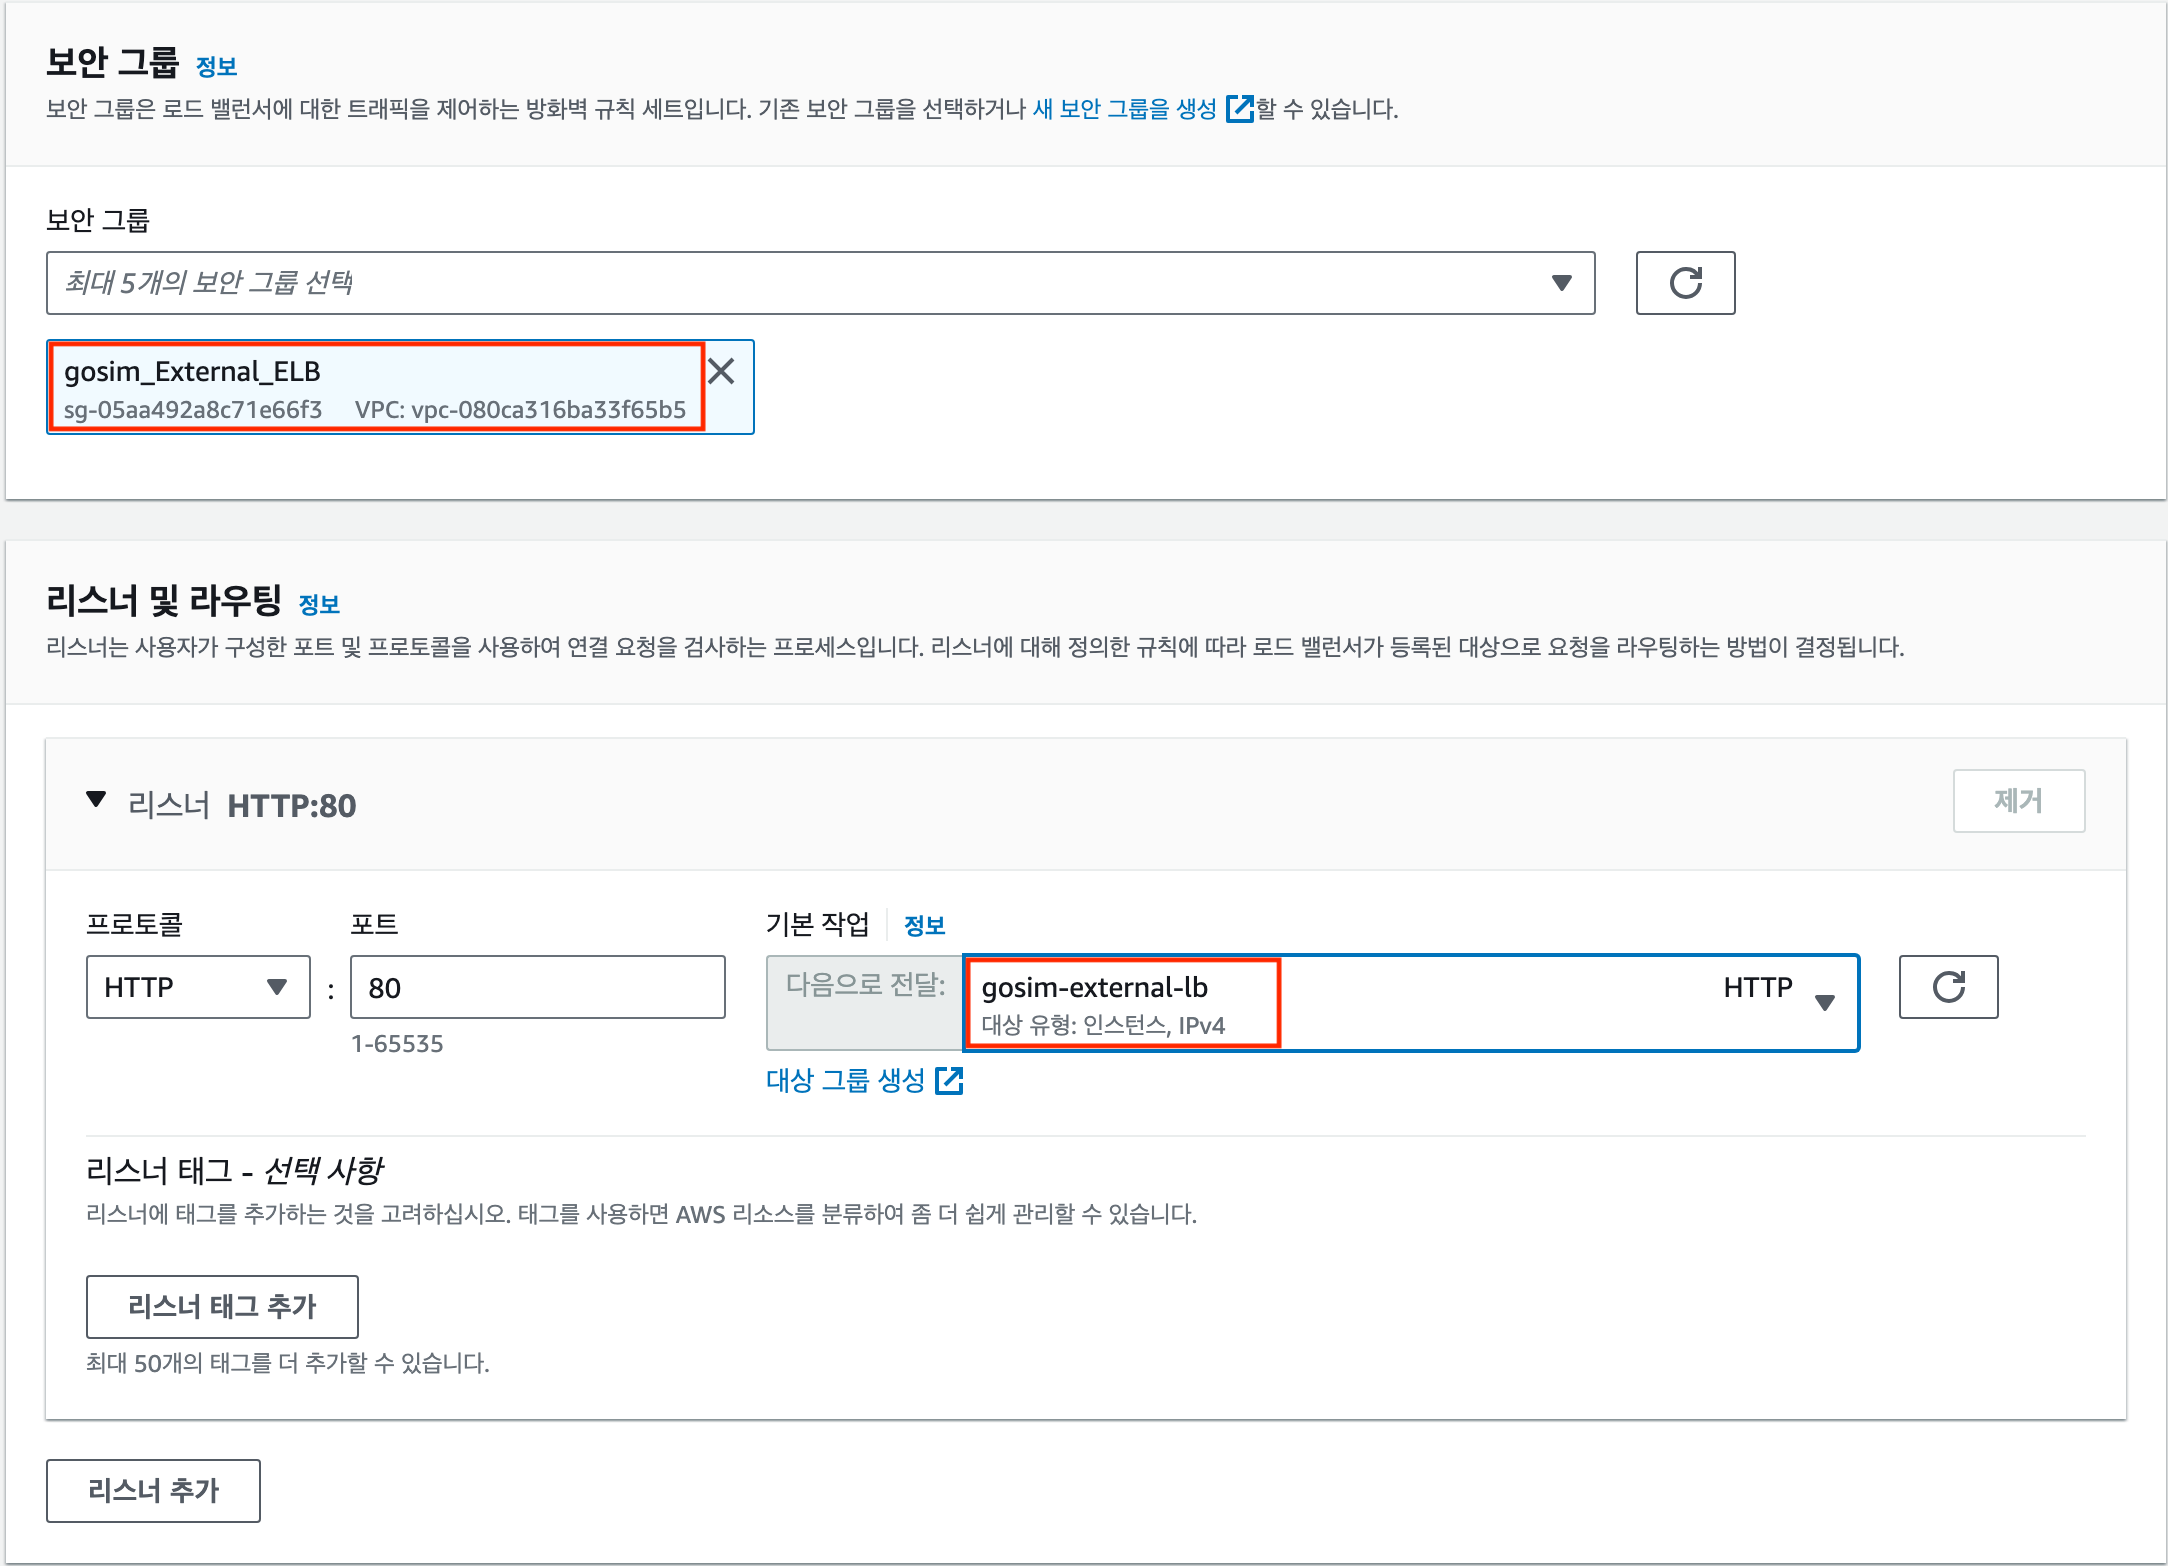 보안 그룹 정보
보안 그룹은 로드 밸런서에 대한 트래픽을 제어하는 방화벽 규칙 세트입니다. 기존 보안 그룹을 선택하거나 새 보안 그룹을 생성 할 수 있습니다.
보안 그룹
최대 5개의 보안 그룹 선택
gosim_External_ELB
sg-05aa492a8c71e66f3 VPC: vpc-080ca316ba33f65b5
리스너 및 라우팅 정보
리스너는 사용자가 구성한 포트 및 프로토콜을 사용하여 연결 요청을 검사하는 프로세스입니다. 리스너에 대해 정의한 규칙에 따라 로드 밸런서가 등록된 대상으로 요청을 라우팅하는 방법이 결정됩니다.
리스너 HTTP:80
제거
프로토콜 포트 기본 작업 정보
HTTP : 80 다음으로 전달: gosim-external-lb HTTP
대상 유형: 인스턴스, IPv4
1-65535
대상 그룹 생성
리스너 태그 - 선택 사항
리스너에 태그를 추가하는 것을 고려하십시오. 태그를 사용하면 AWS 리소스를 분류하여 좀 더 쉽게 관리할 수 있습니다.
리스너 태그 추가
최대 50개의 태그를 더 추가할 수 있습니다.
리스너 추가